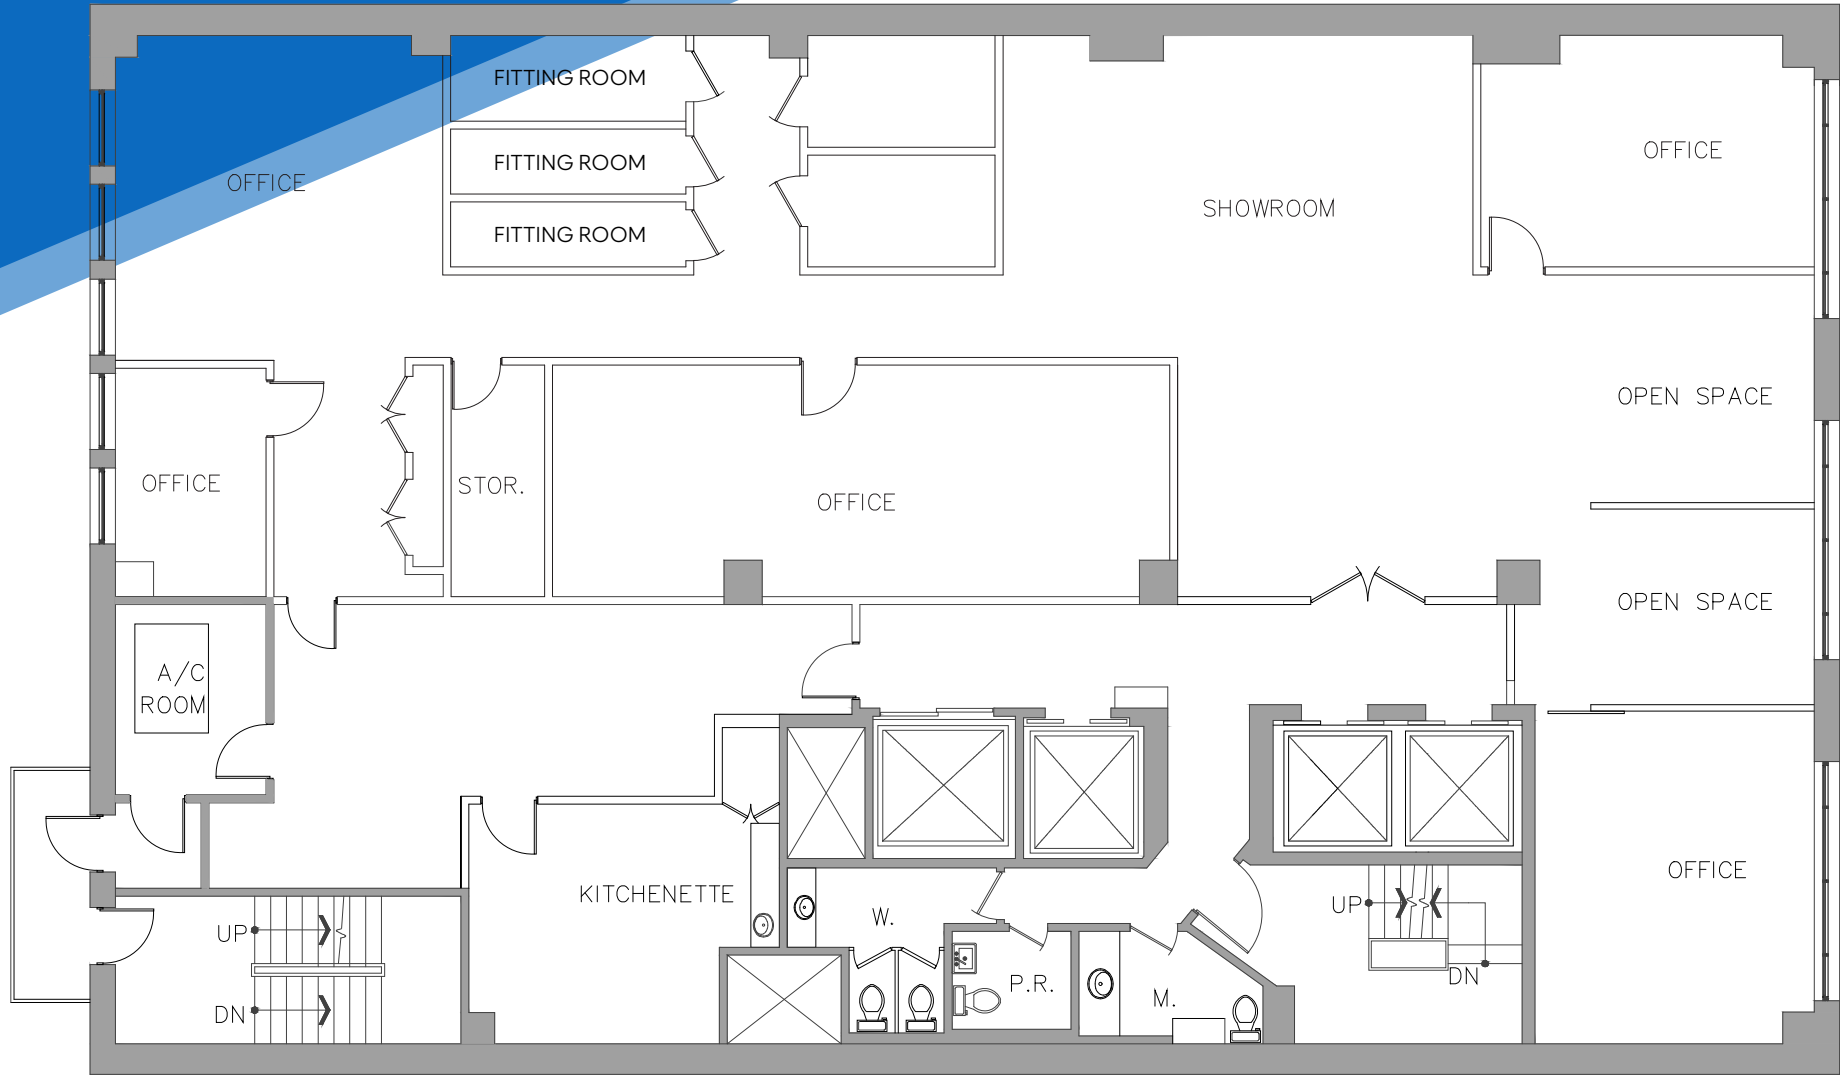 FITTING ROOM
FITTING ROOM
FITTING ROOM
OFFICE
OFFICE
SHOWROOM
OPEN SPACE
OFFICE
STOR.
OFFICE
OPEN SPACE
A/C
ROOM
KITCHENETTE
W.
P.R.
M.
UP
DN
UP
DN
OFFICE